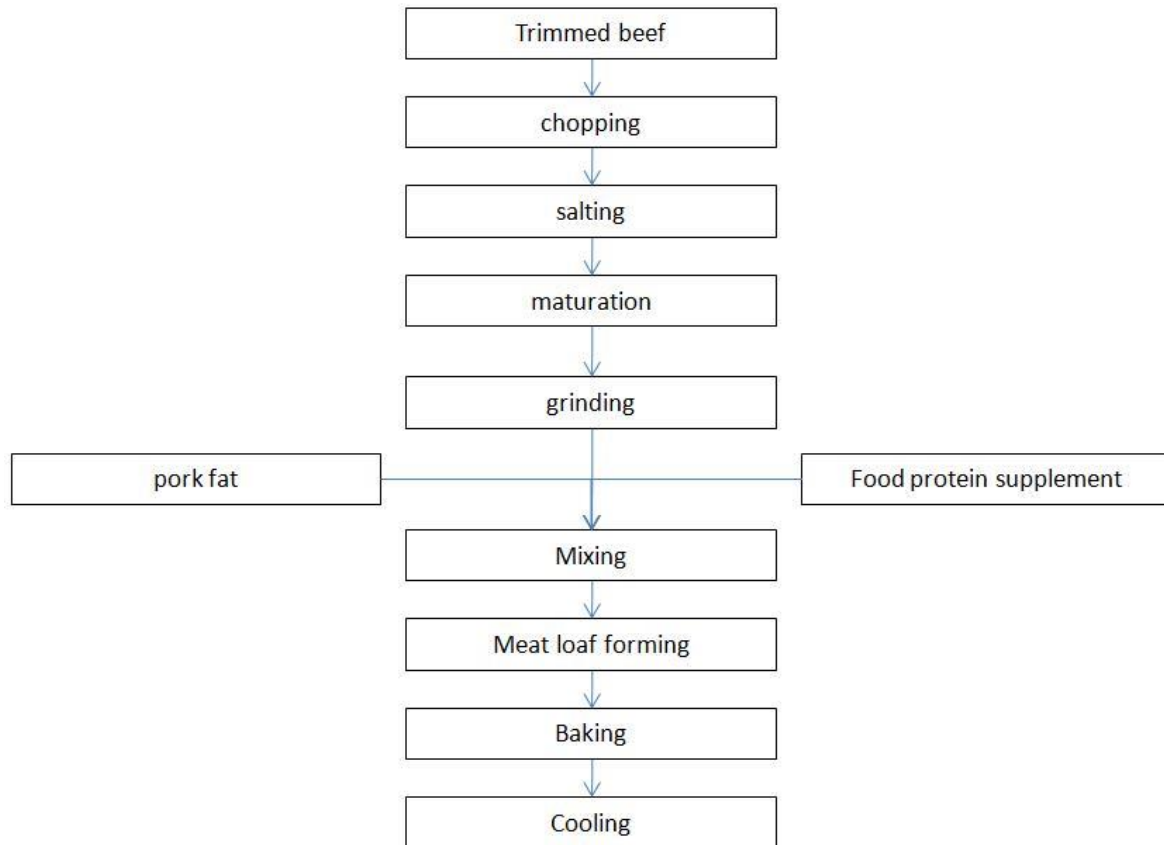 Trimmed beef
chopping
salting
maturation
grinding
pork fat
Food protein supplement
Mixing
Meat loaf forming
Baking
Cooling